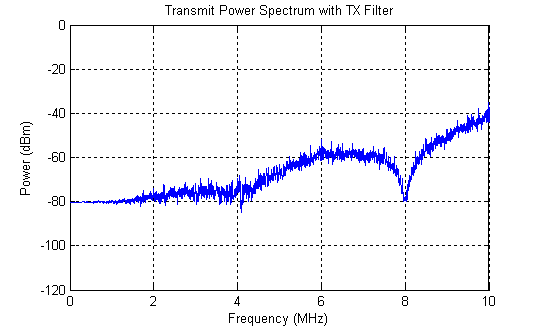 Transmit Power Spectrum with TX Filter
0
-20
-40
-60
-80
-100
-120
Power (dBm)
0 2 4 6 8 10
Frequency (MHz)